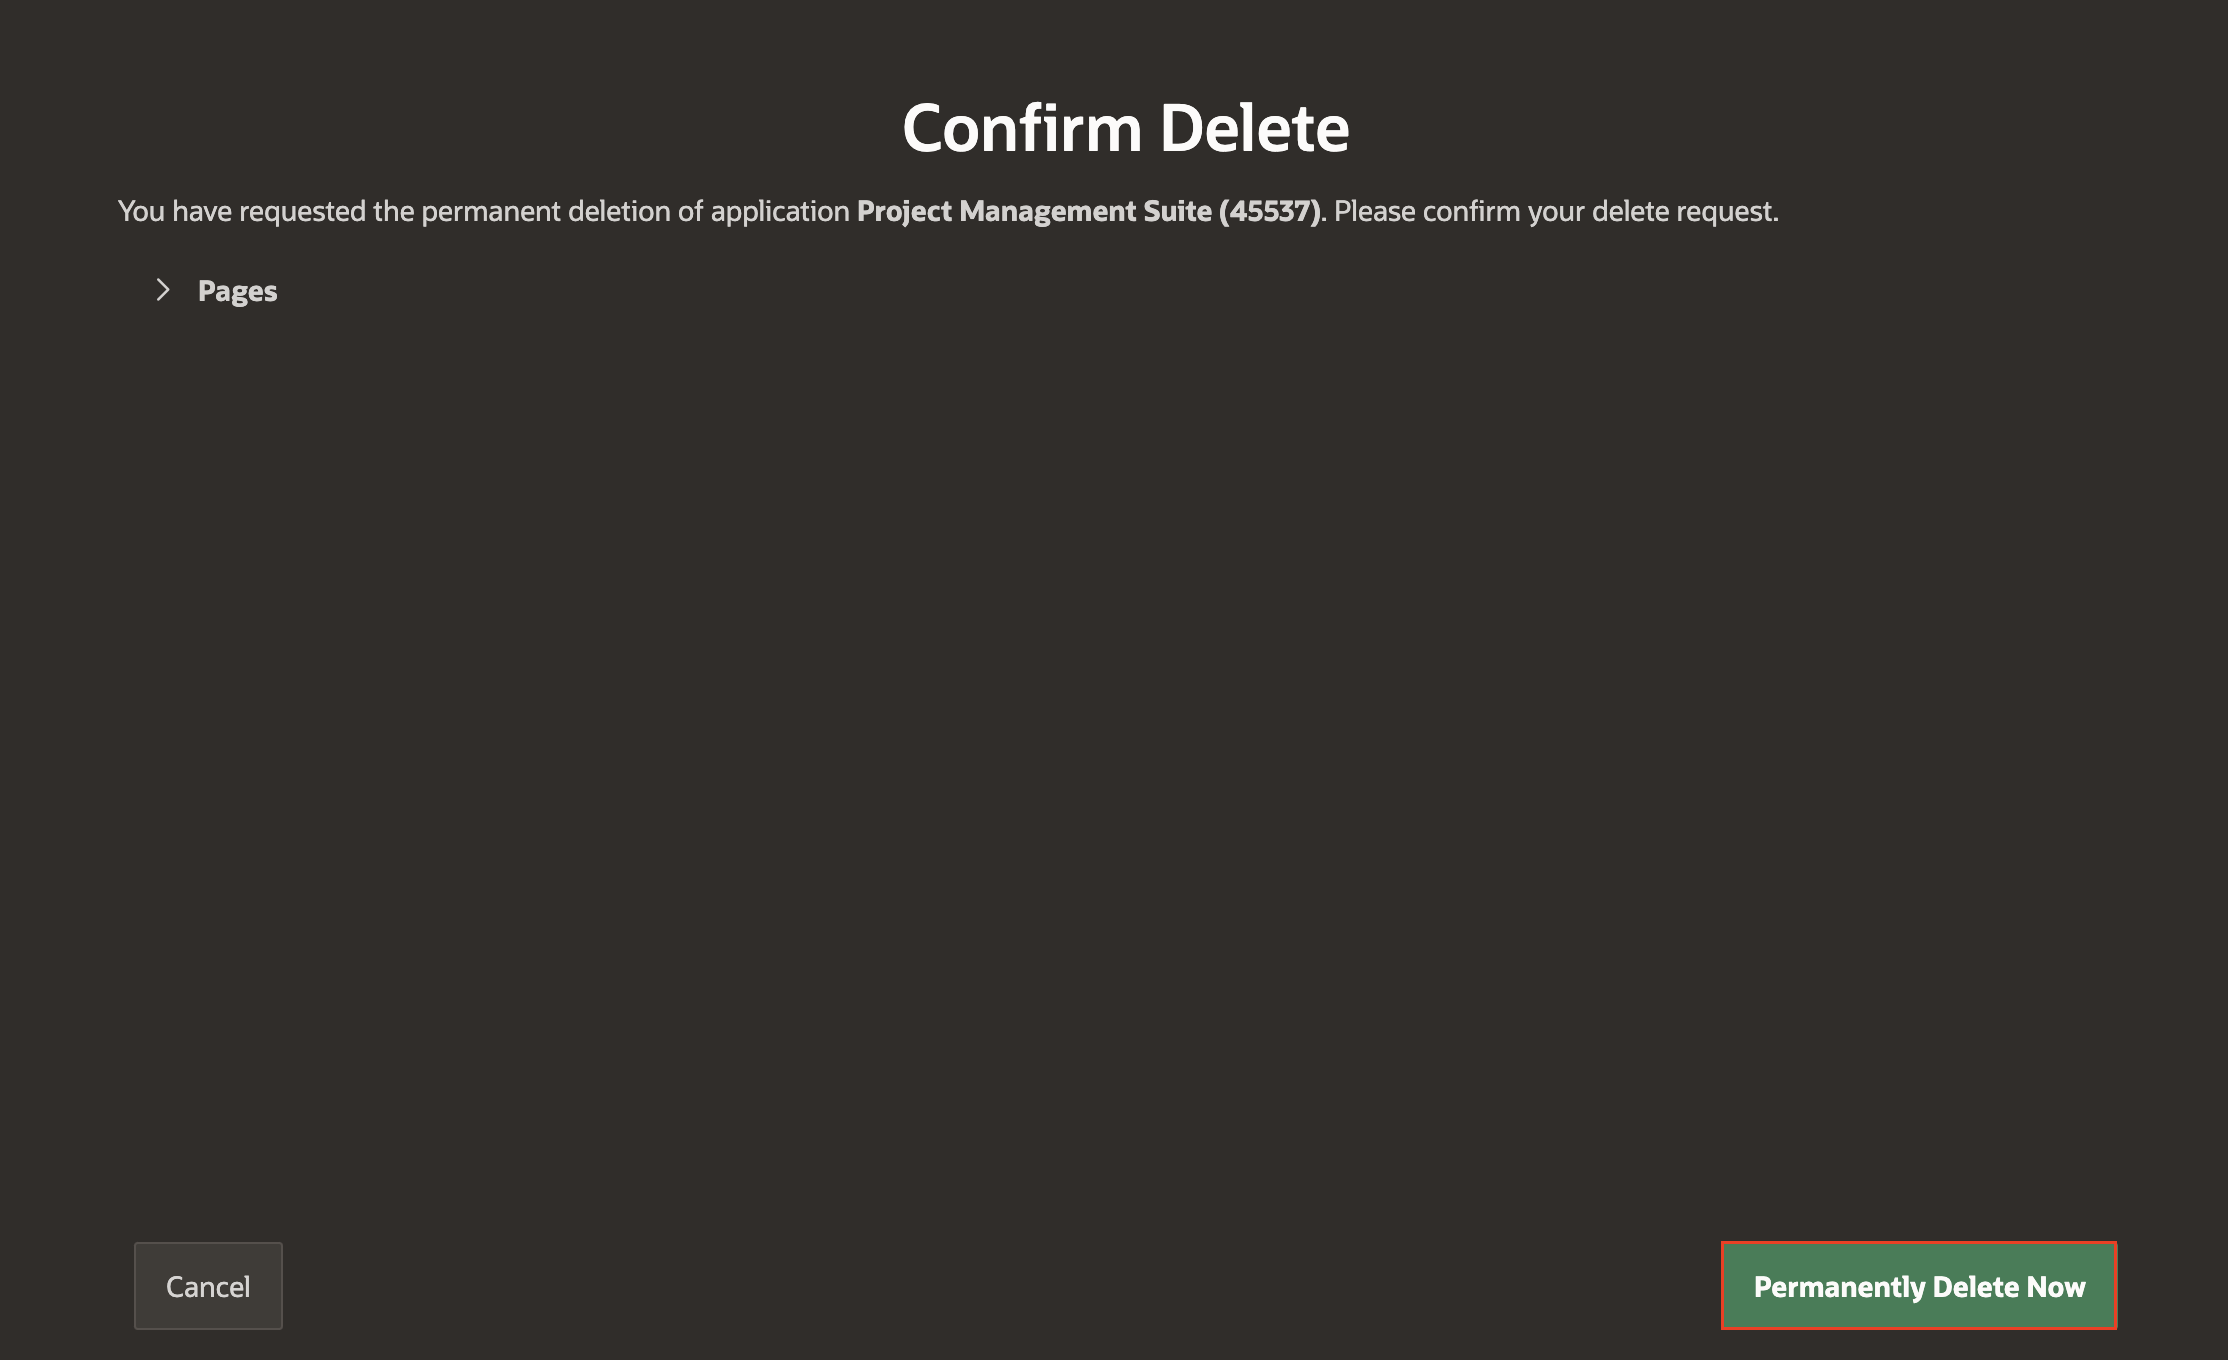 Confirm Delete
You have requested the permanent deletion of application Project Management Suite (45537). Please confirm your delete request.
Pages
Cancel
Permanently Delete Now